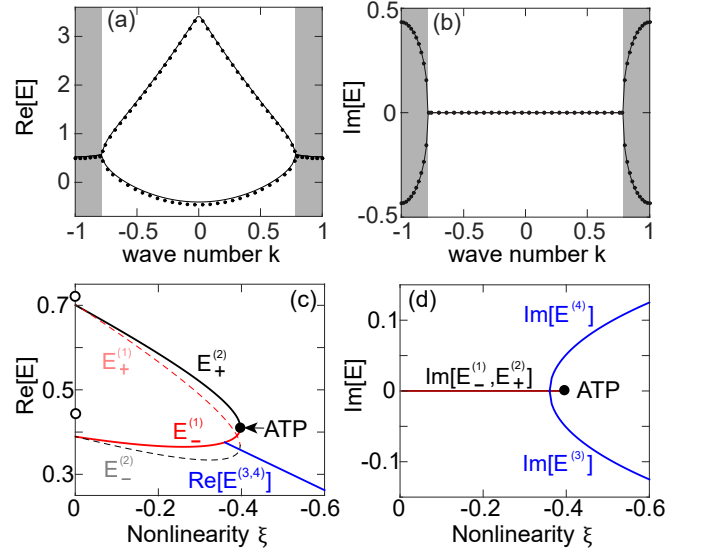 (a)
(b)
Re[E]
3
2
1
0
-1 -0.5 0 0.5 1
wave number k
Im[E]
0.5
0
-0.5
-1 -0.5 0 0.5 1
wave number k
(c)
Re[E]
0.7
0.5
0.3
E₊⁽¹⁾
E₊⁽²⁾
E₋⁽¹⁾
E₋⁽²⁾
ATP
Re[E⁽³,⁴⁾]
0 -0.2 -0.4 -0.6
Nonlinearity ξ
(d)
Im[E]
0.1
0
-0.1
Im[E⁽⁴⁾]
Im[E₋⁽¹⁾,E₊⁽²⁾]
ATP
Im[E⁽³⁾]
0 -0.2 -0.4 -0.6
Nonlinearity ξ